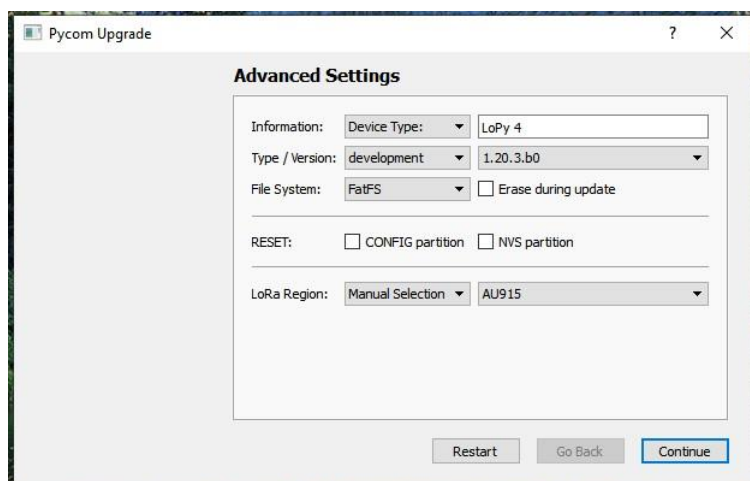 Pycom Upgrade ?
Advanced Settings
Information: Device Type: LoPy 4
Type / Version: development 1.20.3.b0
File System: FatFS Erase during update
RESET: CONFIG partition NVS partition
LoRa Region: Manual Selection AU915
Restart Go Back Continue